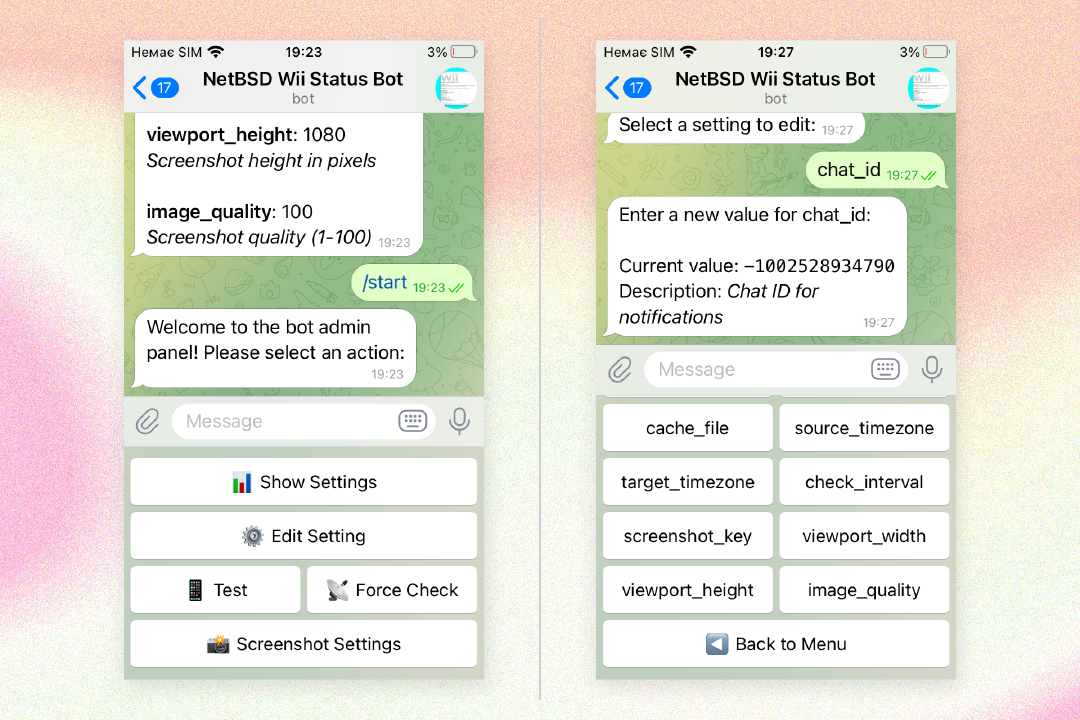 Немає SIM 19:23 3%
17 NetBSD Wii Status Bot
bot
Wii
viewport_height: 1080
Screenshot height in pixels
image_quality: 100
Screenshot quality (1-100) 19:23
/start 19:23
Welcome to the bot admin
panel! Please select an action:
19:23
Message
Show Settings
Edit Setting
Test Force Check
Screenshot Settings
Немає SIM 19:27 3%
17 NetBSD Wii Status Bot
bot
Wii
Select a setting to edit: 19:27
chat_id 19:27
Enter a new value for chat_id:
Current value: -1002528934790
Description: Chat ID for
notifications 19:27
Message
cache_file source_timezone
target_timezone check_interval
screenshot_key viewport_width
viewport_height image_quality
Back to Menu